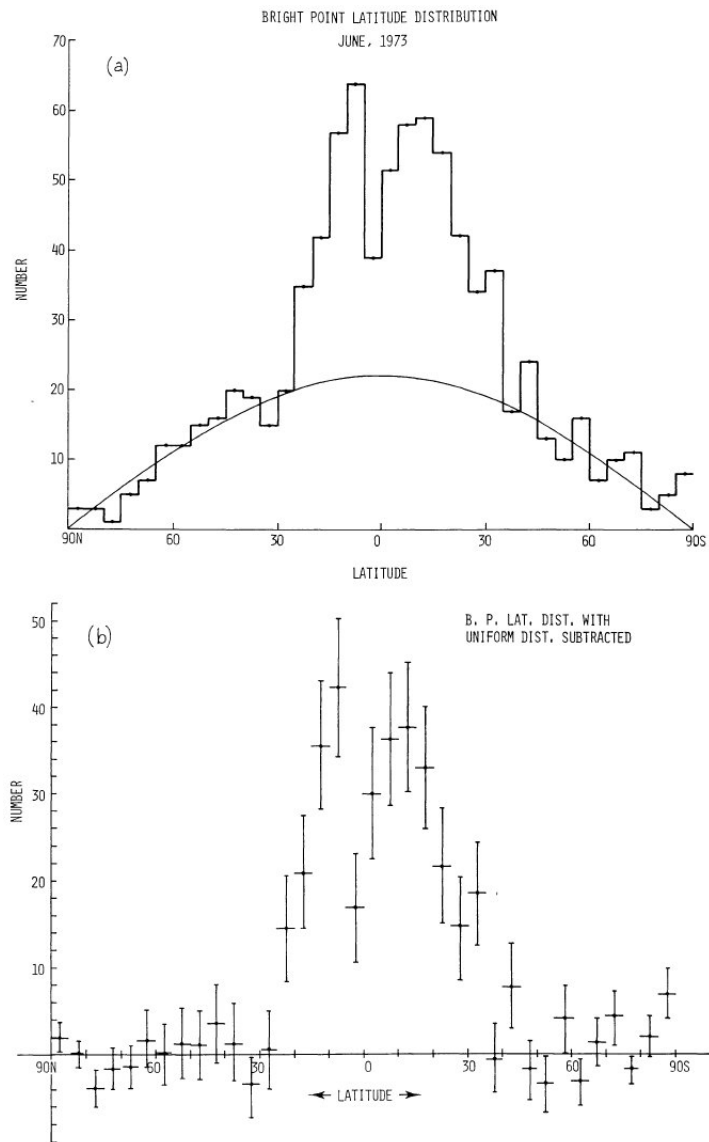 BRIGHT POINT LATITUDE DISTRIBUTION
JUNE, 1973
(a)
70
60
50
40
30
20
10
NUMBER
90N 60 30 0 30 60 90S
LATITUDE
(b)
B. P. LAT. DIST. WITH
UNIFORM DIST. SUBTRACTED
50
40
30
20
10
0
NUMBER
90N 60 30 0 30 60 90S
LATITUDE